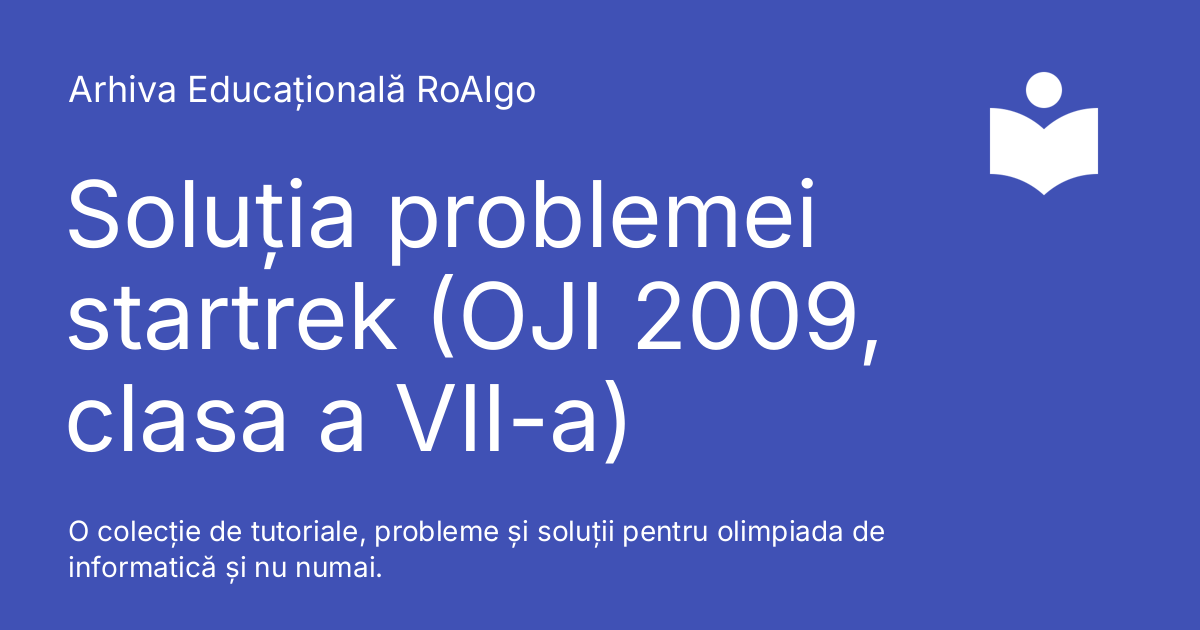 Arhiva Educațională RoAlgo
Soluția problemei
startrek (OJI 2009,
clasa a VII-a)
O colecție de tutoriale, probleme și soluții pentru olimpiada de
informatică și nu numai.